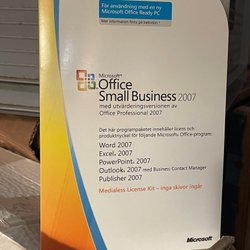 För användning med en ny
Microsoft Office Ready PC
Mer information finns på baksidan
Microsoft®
Office
Small Business 2007
med utvärderingsversionen av
Office Professional 2007
Det här programpaketet innehåller licens och
produktnyckel för följande Microsoft Office-program:
Word 2007
Excel® 2007
PowerPoint® 2007
Outlook® 2007 med Business Contact Manager
Publisher 2007
Medialess License Kit – inga skivor ingår
Microsoft